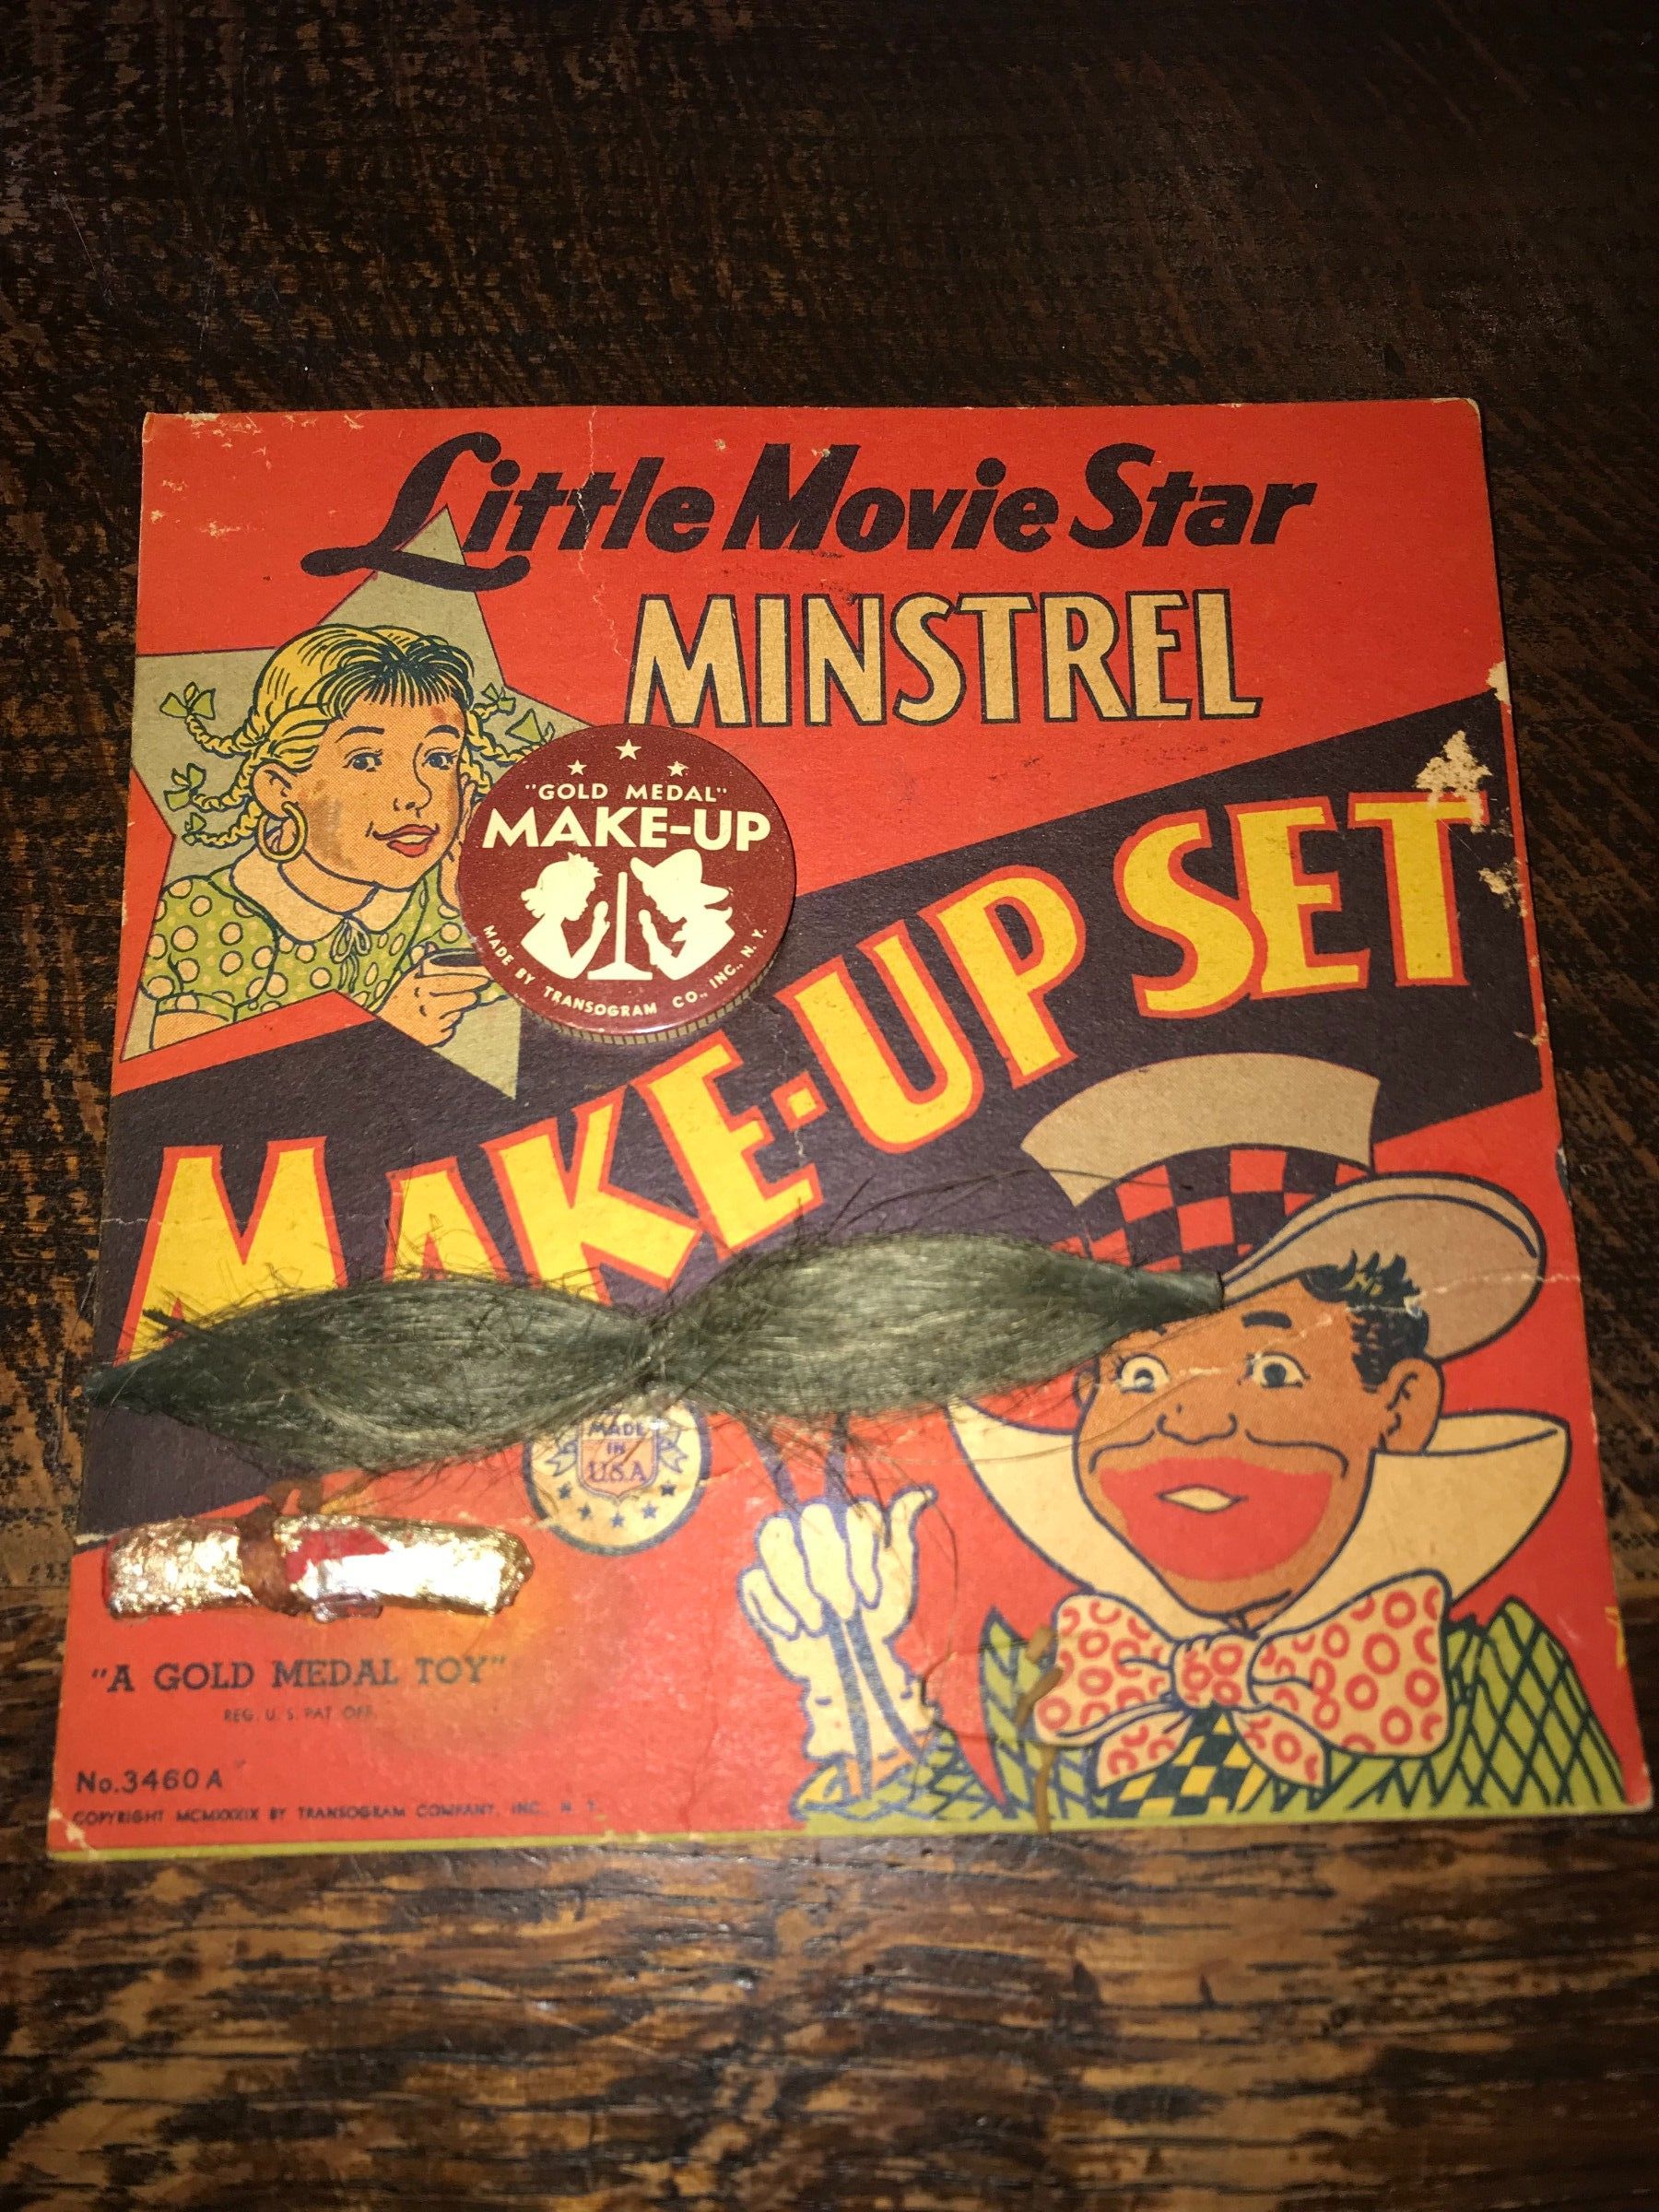 Little Movie Star
MINSTREL
"GOLD MEDAL"
MAKE-UP
MADE BY TRANSOGRAM CO., INC., N.Y.
MAKE-UP SET
MADE
IN
U.S.A
"A GOLD MEDAL TOY"
REG. U.S. PAT. OFF.
No. 3460 A
COPYRIGHT MCMXXXIX BY TRANSOGRAM COMPANY, INC. N.Y.